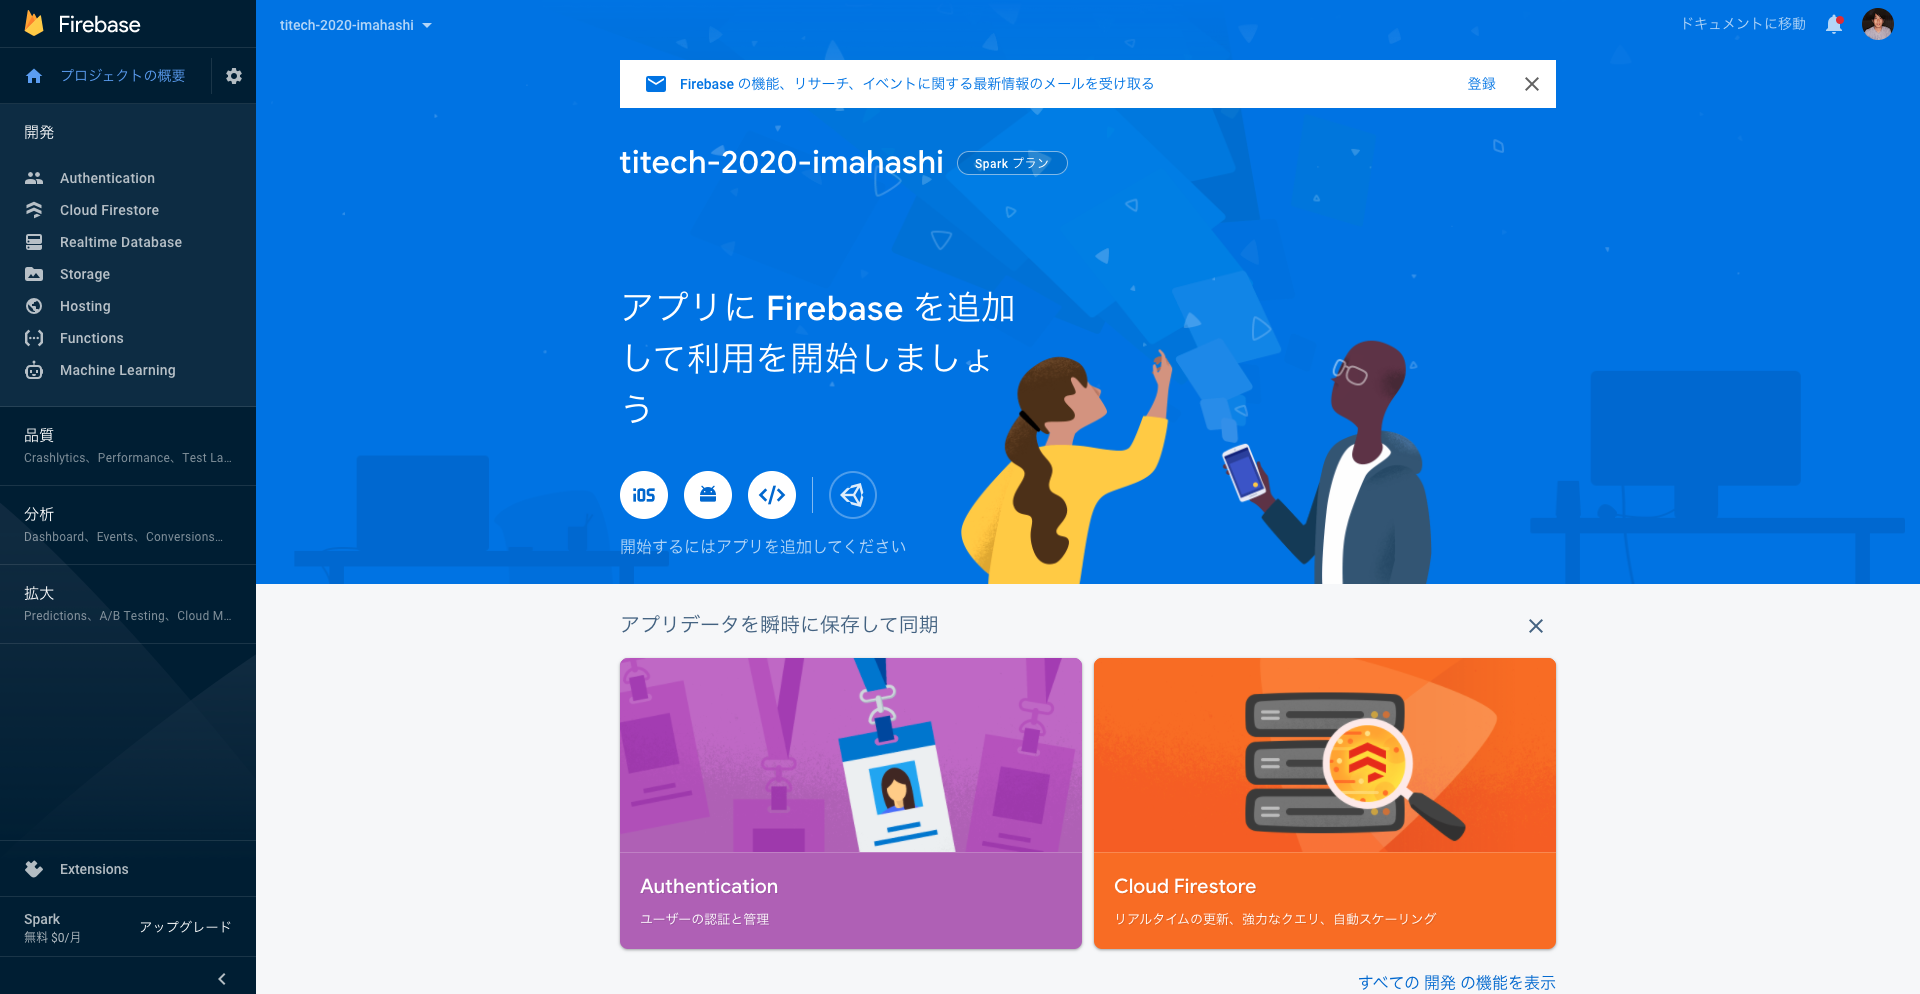 Firebase
プロジェクトの概要
開発
Authentication
Cloud Firestore
Realtime Database
Storage
Hosting
Functions
Machine Learning
品質
Crashlytics、Performance、Test La...
分析
Dashboard、Events、Conversions...
拡大
Predictions、A/B Testing、Cloud M...
Extensions
Spark
無料 $0/月
アップグレード
titech-2020-imahashi
ドキュメントに移動
Firebase の機能、リサーチ、イベントに関する最新情報のメールを受け取る
登録
titech-2020-imahashi
Spark プラン
アプリに Firebase を追加
して利用を開始しましょ
う
iOS
開始するにはアプリを追加してください
アプリデータを瞬時に保存して同期
Authentication
ユーザーの認証と管理
Cloud Firestore
リアルタイムの更新、強力なクエリ、自動スケーリング
すべての 開発 の機能を表示